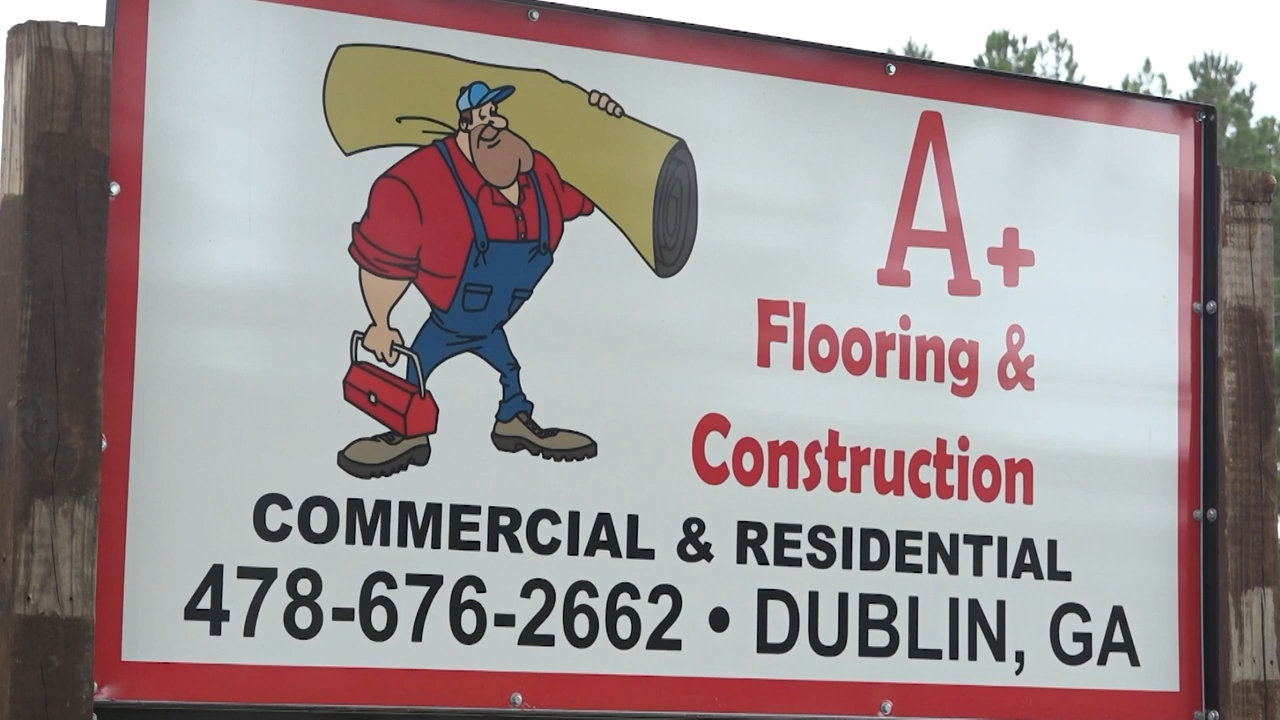 A+
Flooring &
Construction
COMMERCIAL & RESIDENTIAL
478-676-2662 • DUBLIN, GA